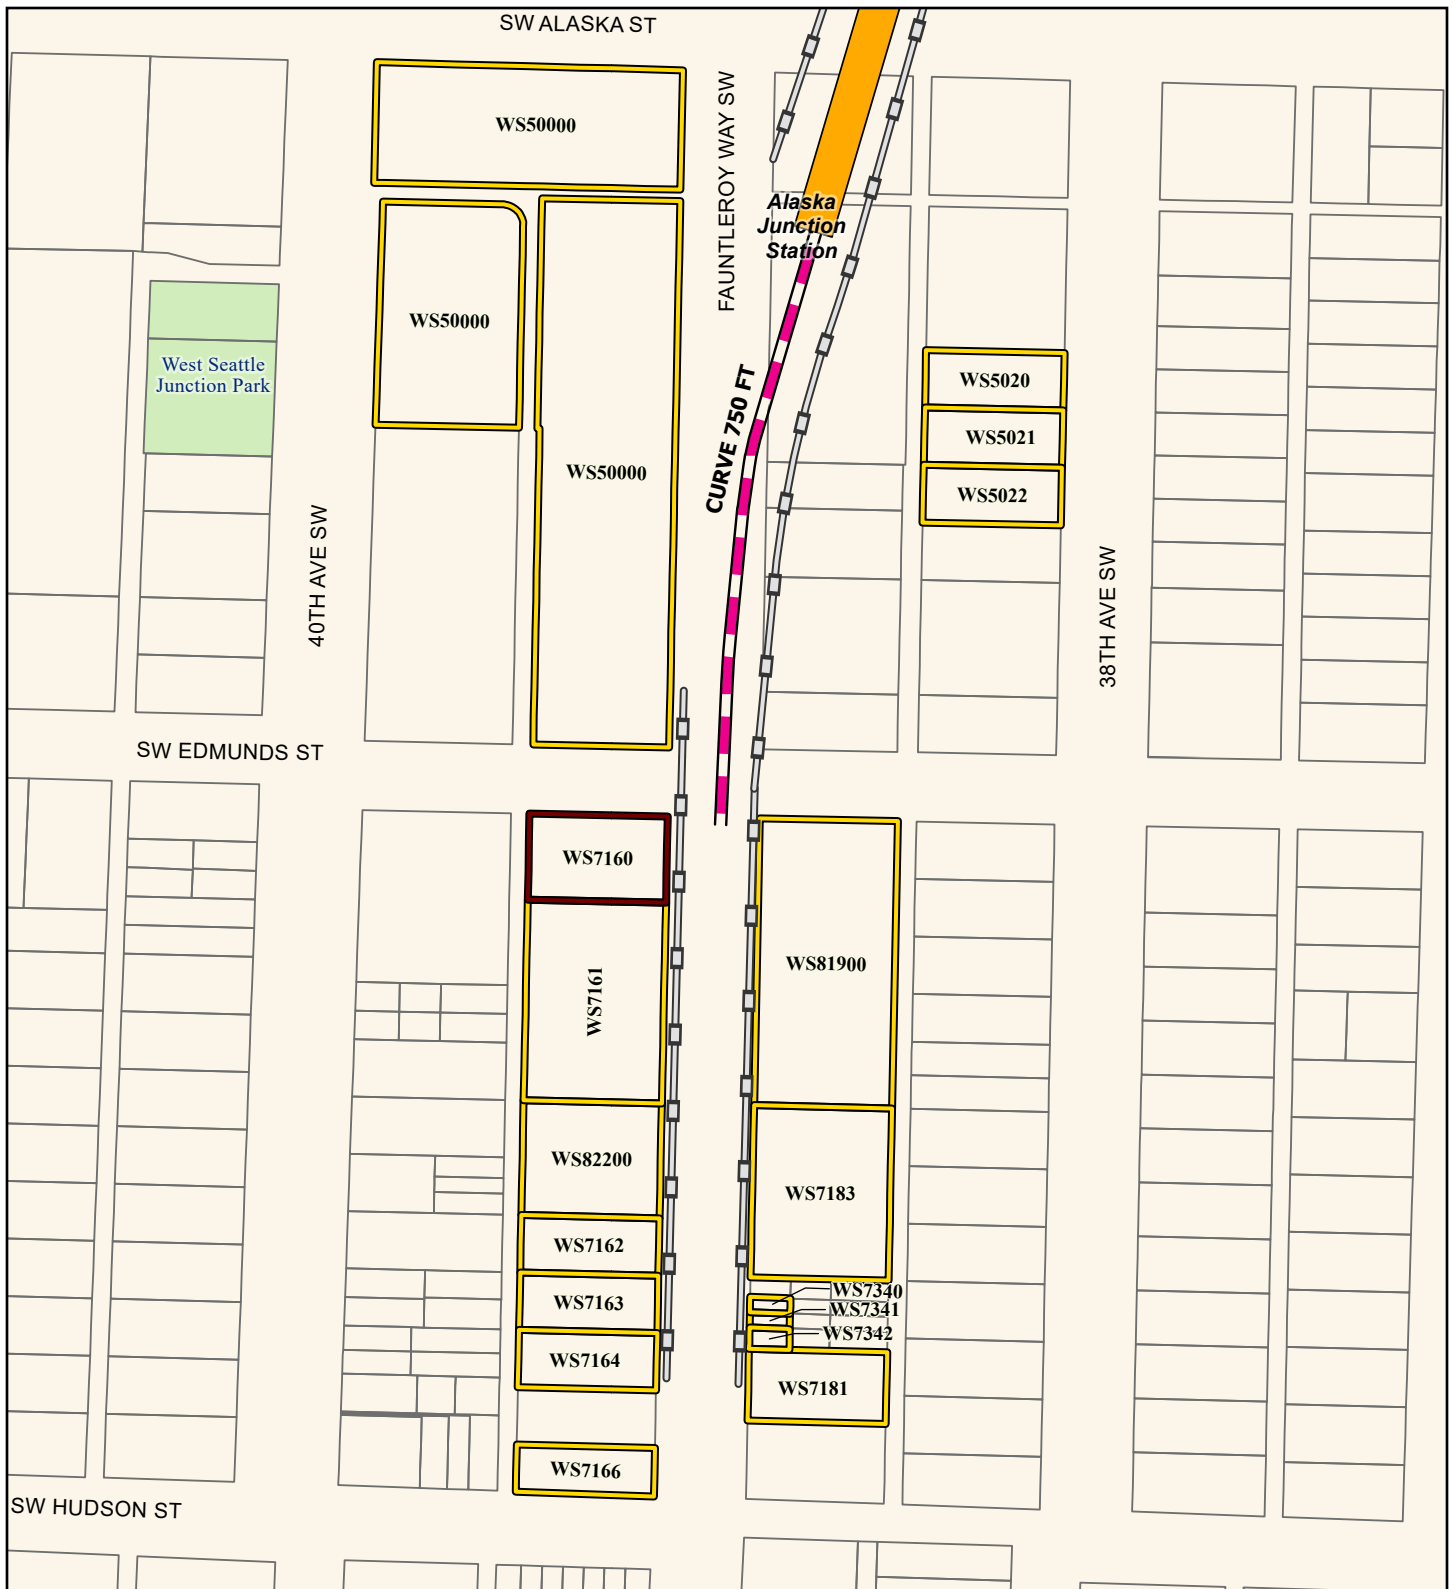 SW ALASKA ST
FAUNTLEROY WAY SW
WS50000
Alaska
Junction
Station
WS50000
West Seattle
Junction Park
CURVE 750 FT
WS5020
WS5021
WS50000
WS5022
40TH AVE SW
38TH AVE SW
SW EDMUNDS ST
WS7160
WS7161
WS81900
WS82200
WS7183
WS7162
WS7340
WS7163
WS7341
WS7342
WS7164
WS7181
WS7166
SW HUDSON ST